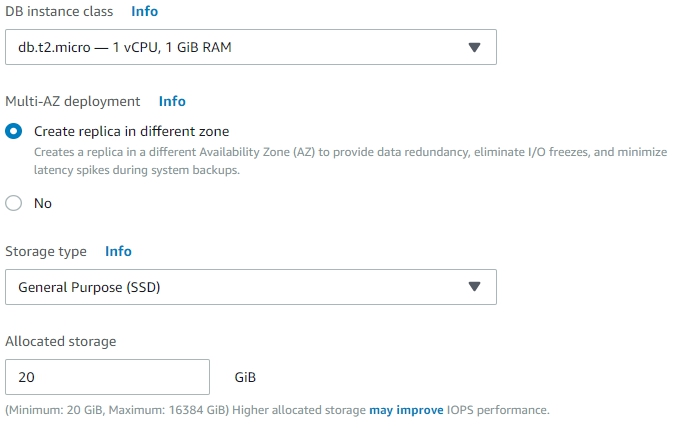 DB instance class Info
db.t2.micro — 1 vCPU, 1 GiB RAM
Multi-AZ deployment Info
Create replica in different zone
Creates a replica in a different Availability Zone (AZ) to provide data redundancy, eliminate I/O freezes, and minimize
latency spikes during system backups.
No
Storage type Info
General Purpose (SSD)
Allocated storage
20 GiB
(Minimum: 20 GiB, Maximum: 16384 GiB) Higher allocated storage may improve IOPS performance.